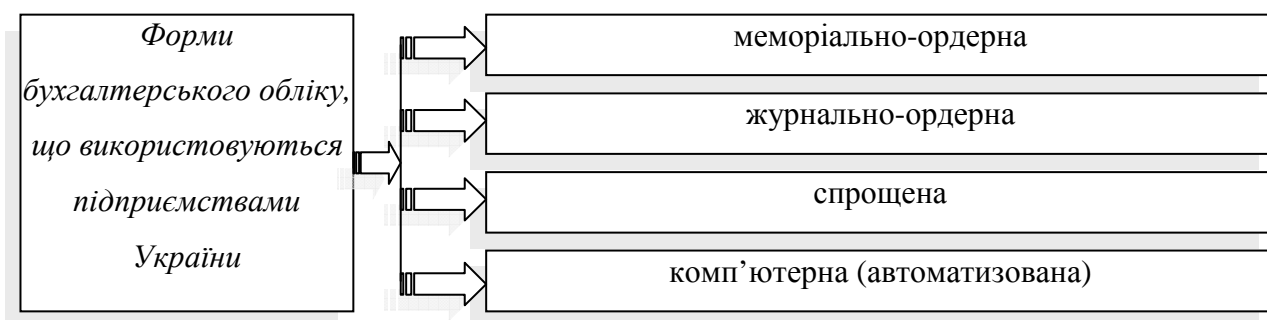 Форми
бухгалтерського обліку,
що використовуються
підприємствами
України
меморіально-ордерна
журнально-ордерна
спрощена
комп’ютерна (автоматизована)